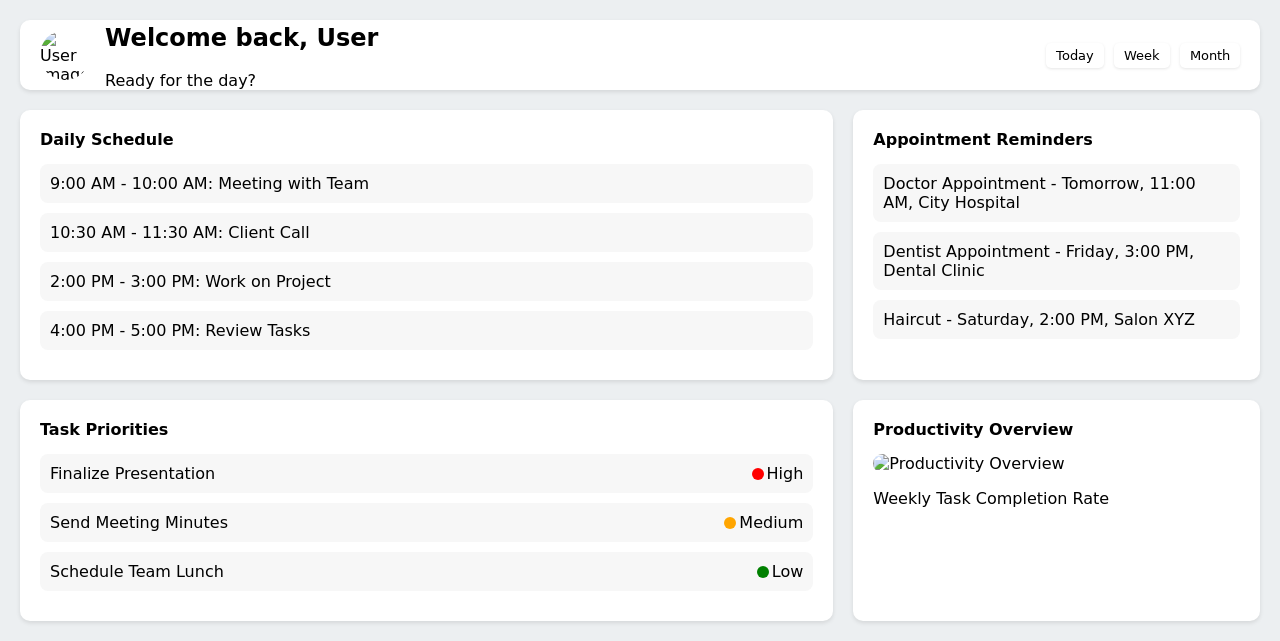 User
Image
Welcome back, User
Ready for the day?
Today
Week
Month
Daily Schedule
9:00 AM - 10:00 AM: Meeting with Team
10:30 AM - 11:30 AM: Client Call
2:00 PM - 3:00 PM: Work on Project
4:00 PM - 5:00 PM: Review Tasks
Appointment Reminders
Doctor Appointment - Tomorrow, 11:00
AM, City Hospital
Dentist Appointment - Friday, 3:00 PM,
Dental Clinic
Haircut - Saturday, 2:00 PM, Salon XYZ
Task Priorities
Finalize Presentation
High
Send Meeting Minutes
Medium
Schedule Team Lunch
Low
Productivity Overview
Productivity Overview
Weekly Task Completion Rate